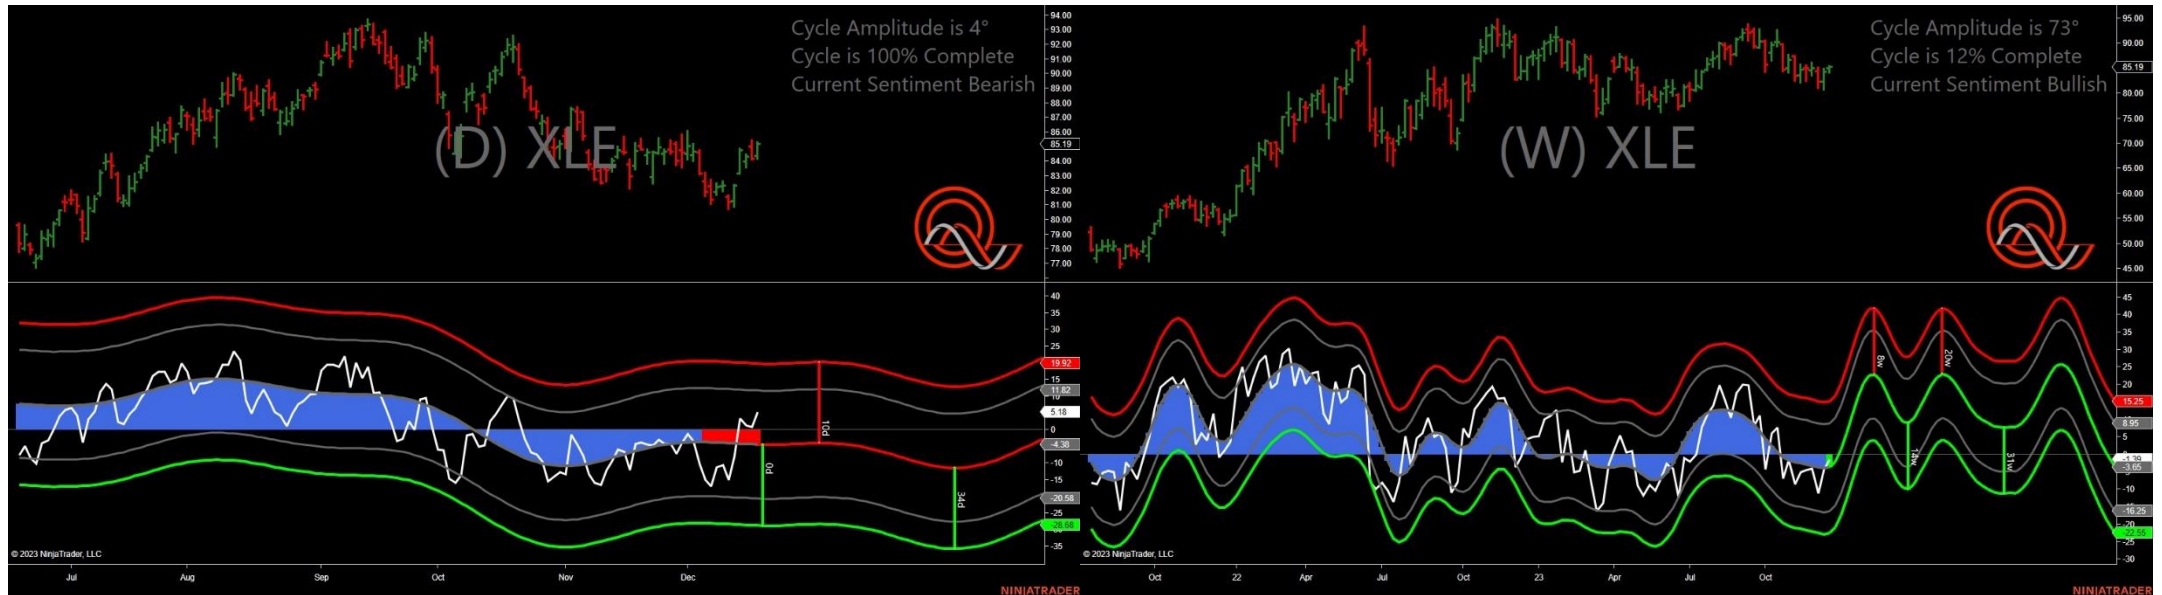 Cycle Amplitude is 4°
Cycle is 100% Complete
Current Sentiment Bearish
(D) XLE
94.00
93.00
92.00
91.00
90.00
89.00
88.00
87.00
86.00
85.19
84.00
83.00
82.00
81.00
80.00
79.00
78.00
77.00
40
35
30
25
19.92
15
11.82
10
5.18
0
-4.38
-10
-15
-20.58
-28.68
-35
10d
0d
34d
© 2023 NinjaTrader, LLC
Jul
Aug
Sep
Oct
Nov
Dec
NINJATRADER
Cycle Amplitude is 73°
Cycle is 12% Complete
Current Sentiment Bullish
(W) XLE
95.00
90.00
85.19
80.00
75.00
70.00
65.00
60.00
55.00
50.00
45.00
45
40
35
30
25
20
15.25
8.95
5
-1.39
-3.65
-10
-16.25
-20
-22.55
-25
-30
8w
14w
20w
31w
© 2023 NinjaTrader, LLC
Oct
22
Apr
Jul
Oct
23
Apr
Jul
Oct
NINJATRADER